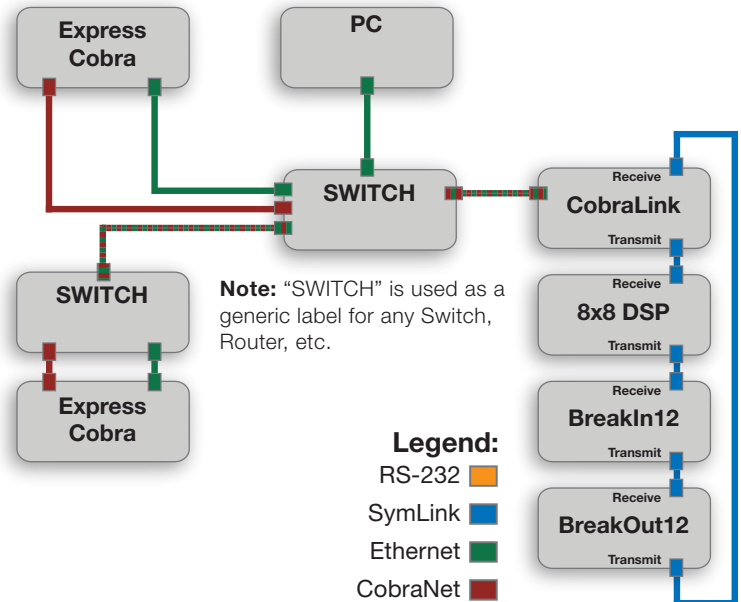 Express
Cobra
PC
SWITCH
Receive
CobraLink
Transmit
SWITCH
Note: “SWITCH” is used as a
generic label for any Switch,
Router, etc.
Receive
8x8 DSP
Transmit
Express
Cobra
Receive
BreakIn12
Transmit
Legend:
RS-232
SymLink
Ethernet
CobraNet
Receive
BreakOut12
Transmit